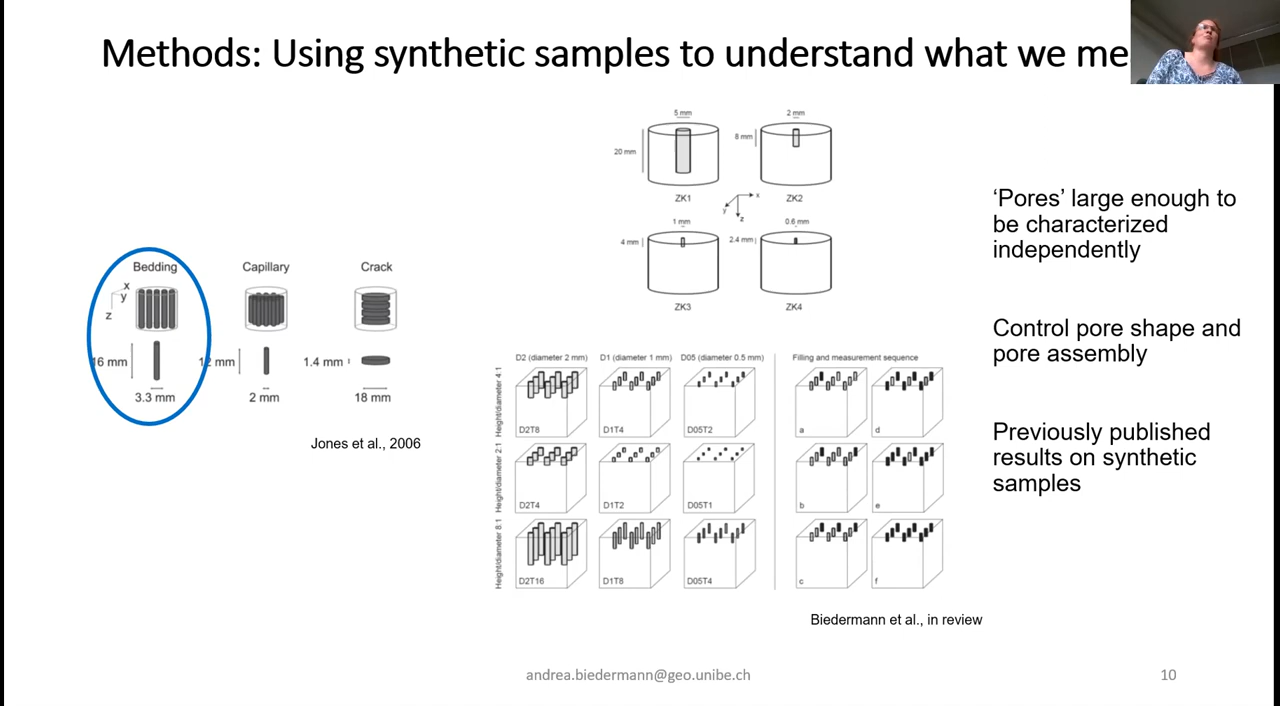 Methods: Using synthetic samples to understand what we me
5 mm
20 mm
ZK1
2 mm
8 mm
ZK2
x
y
z
1 mm
4 mm
ZK3
0.6 mm
2.4 mm
ZK4
Bedding
x
y
z
16 mm
3.3 mm
Capillary
mm
2 mm
Crack
1.4 mm
18 mm
Jones et al., 2006
D2 (diameter 2 mm)
D1 (diameter 1 mm)
D05 (diameter 0.5 mm)
Filling and measurement sequence
Height/diameter 4:1
D2T8
D1T4
D05T2
a
d
Height/diameter 2:1
D2T4
D1T2
D05T1
b
e
Height/diameter 8:1
D2T16
D1T8
D05T4
c
f
Biedermann et al., in review
‘Pores’ large enough to
be characterized
independently
Control pore shape and
pore assembly
Previously published
results on synthetic
samples
andrea.biedermann@geo.unibe.ch
10